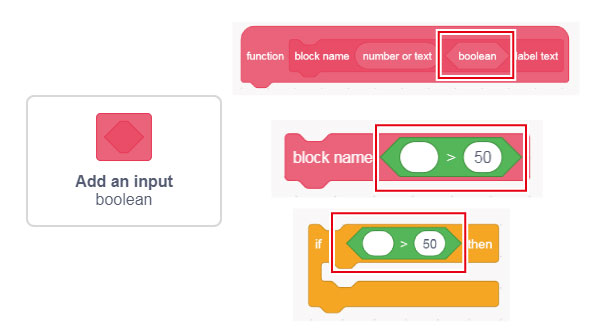 function block name number or text boolean label text
Add an input
boolean
block name > 50
if > 50 then